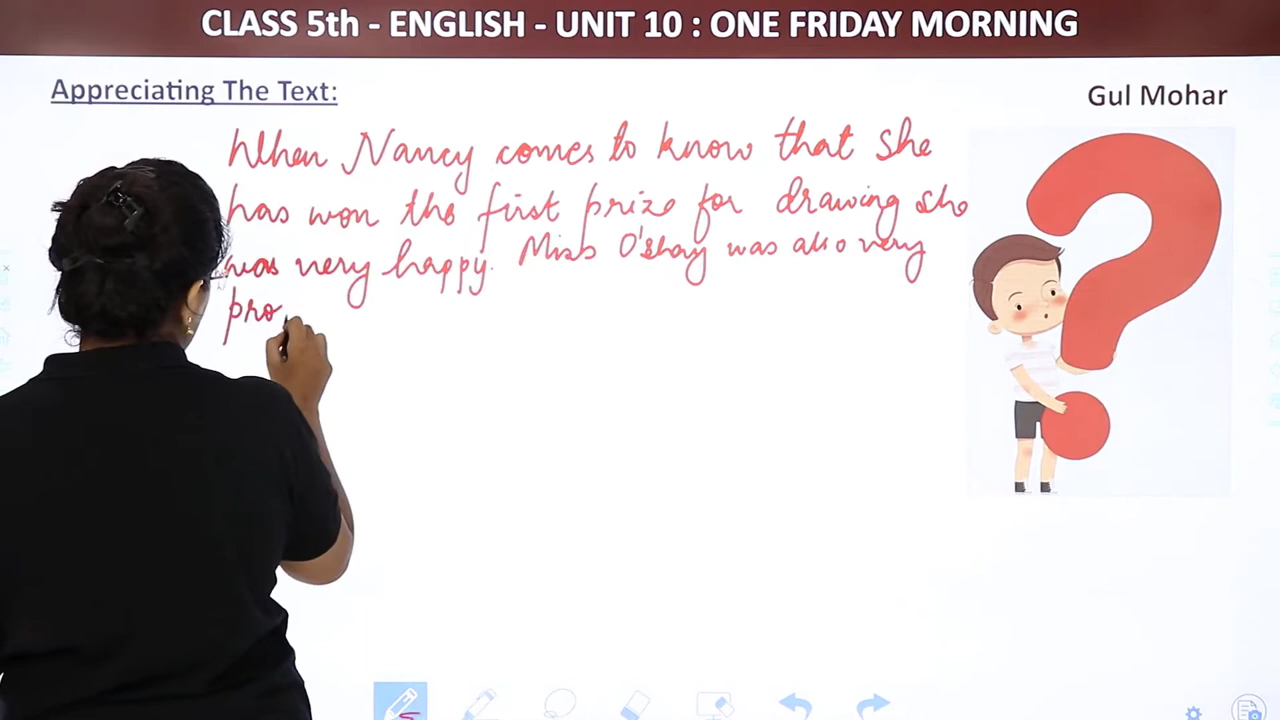 CLASS 5th - ENGLISH - UNIT 10 : ONE FRIDAY MORNING
Appreciating The Text:
Gul Mohar
When Nancy comes to know that she
has won the first prize for drawing she
was very happy. Miss O'shay was also very
pro